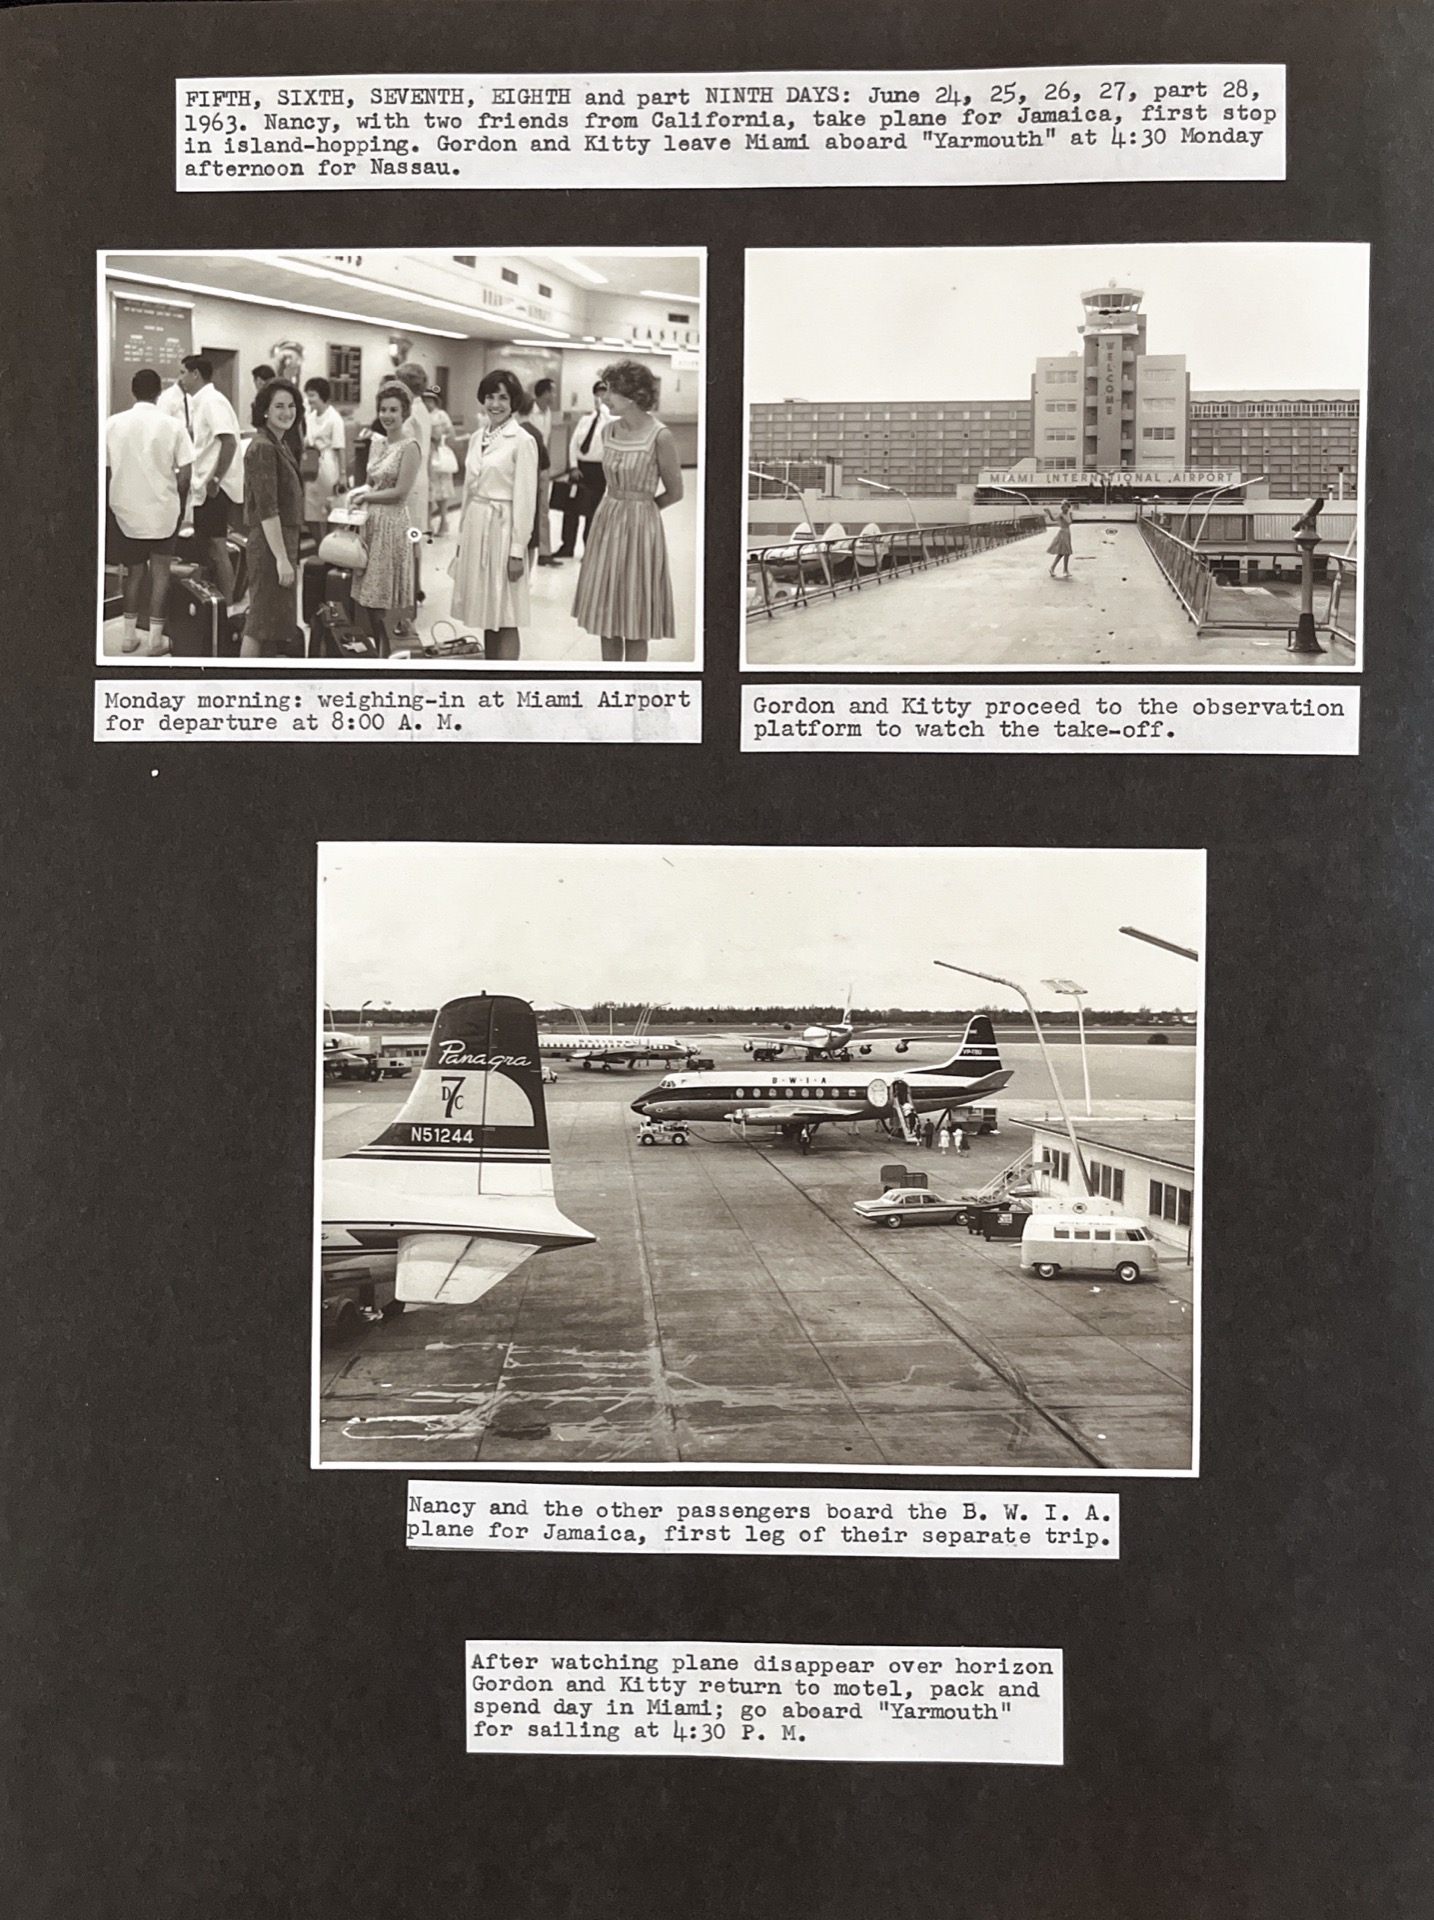 FIFTH, SIXTH, SEVENTH, EIGHTH and part NINTH DAYS: June 24, 25, 26, 27, part 28,
1963. Nancy, with two friends from California, take plane for Jamaica, first stop
in island-hopping. Gordon and Kitty leave Miami aboard "Yarmouth" at 4:30 Monday
afternoon for Nassau.
EASTE
WELCOME
MIAMI INTERNATIONAL AIRPORT
Monday morning: weighing-in at Miami Airport
for departure at 8:00 A. M.
Gordon and Kitty proceed to the observation
platform to watch the take-off.
Panagra
DC7
N51244
B·W·I·A
Nancy and the other passengers board the B. W. I. A.
plane for Jamaica, first leg of their separate trip.
After watching plane disappear over horizon
Gordon and Kitty return to motel, pack and
spend day in Miami; go aboard "Yarmouth"
for sailing at 4:30 P. M.